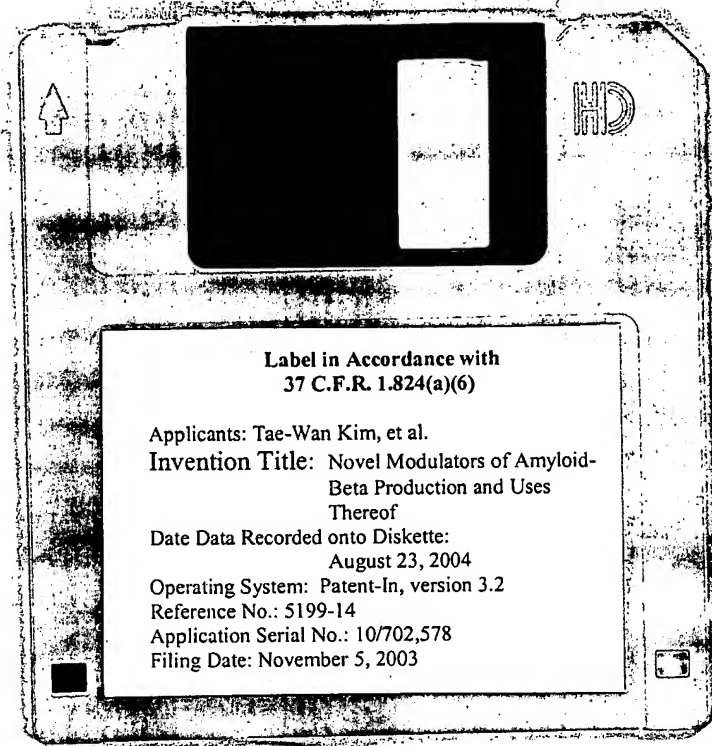 HD
Label in Accordance with
37 C.F.R. 1.824(a)(6)
Applicants: Tae-Wan Kim, et al.
Invention Title: Novel Modulators of Amyloid-
Beta Production and Uses
Thereof
Date Data Recorded onto Diskette:
August 23, 2004
Operating System: Patent-In, version 3.2
Reference No.: 5199-14
Application Serial No.: 10/702,578
Filing Date: November 5, 2003